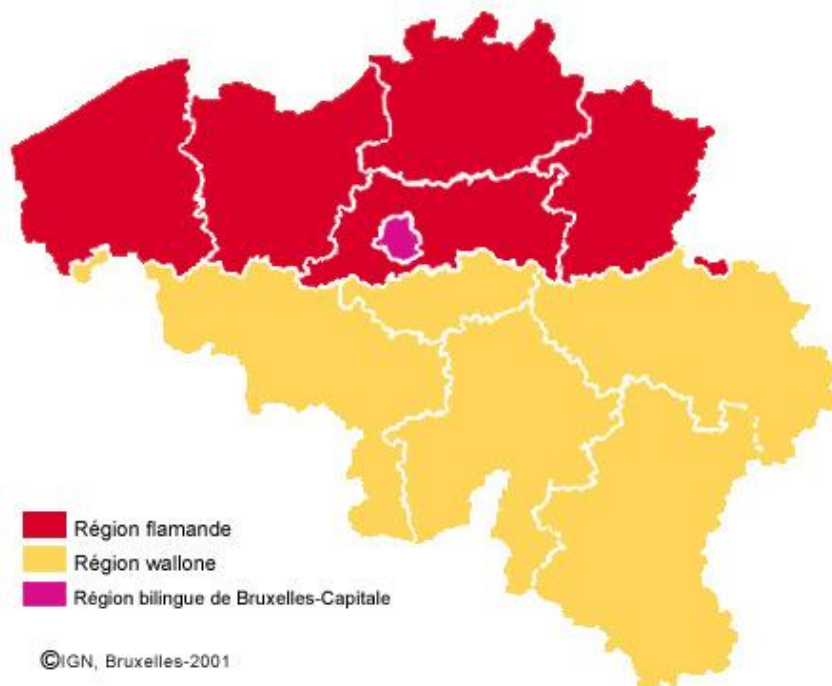 Région flamande
Région wallone
Région bilingue de Bruxelles-Capitale
©IGN, Bruxelles-2001